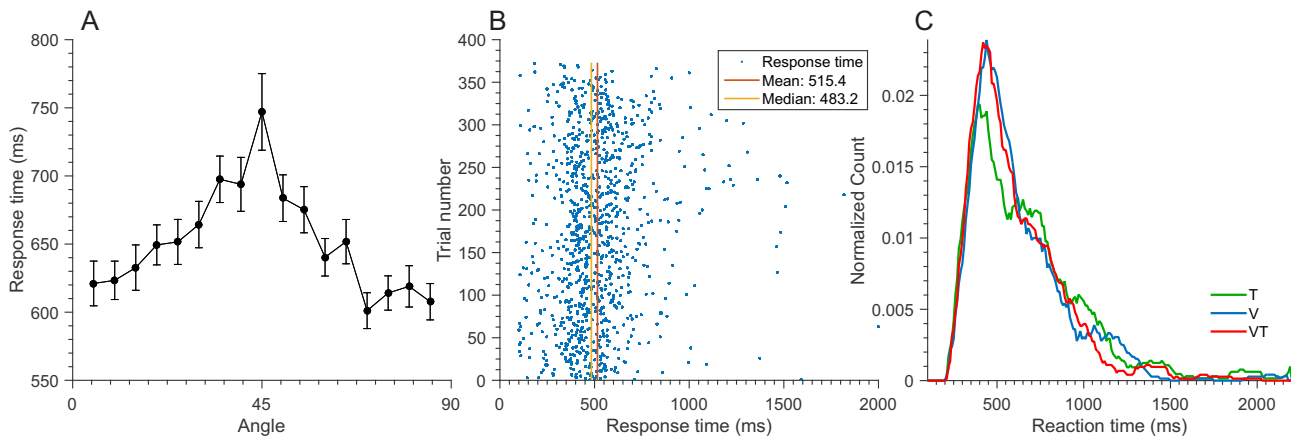 A
Response time (ms)
800
750
700
650
600
550
0
45
90
Angle
B
Trial number
400
350
300
250
200
150
100
50
0
0
500
1000
1500
2000
Response time (ms)
Response time
Mean: 515.4
Median: 483.2
C
Normalized Count
0.02
0.015
0.01
0.005
0
500
1000
1500
2000
Reaction time (ms)
T
V
VT